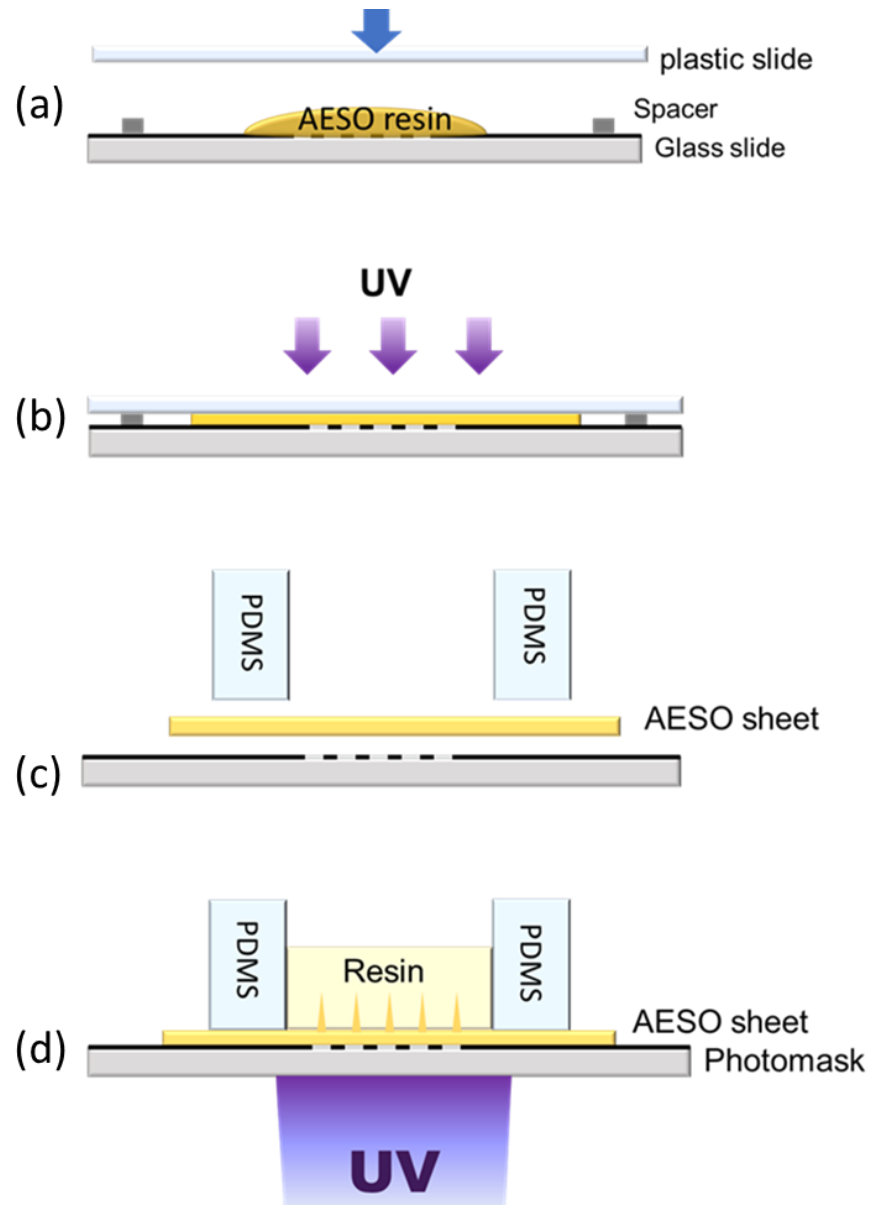 plastic slide
(a)
AESO resin
Spacer
Glass slide
UV
(b)
PDMS
PDMS
AESO sheet
(c)
PDMS
PDMS
Resin
AESO sheet
(d)
Photomask
UV